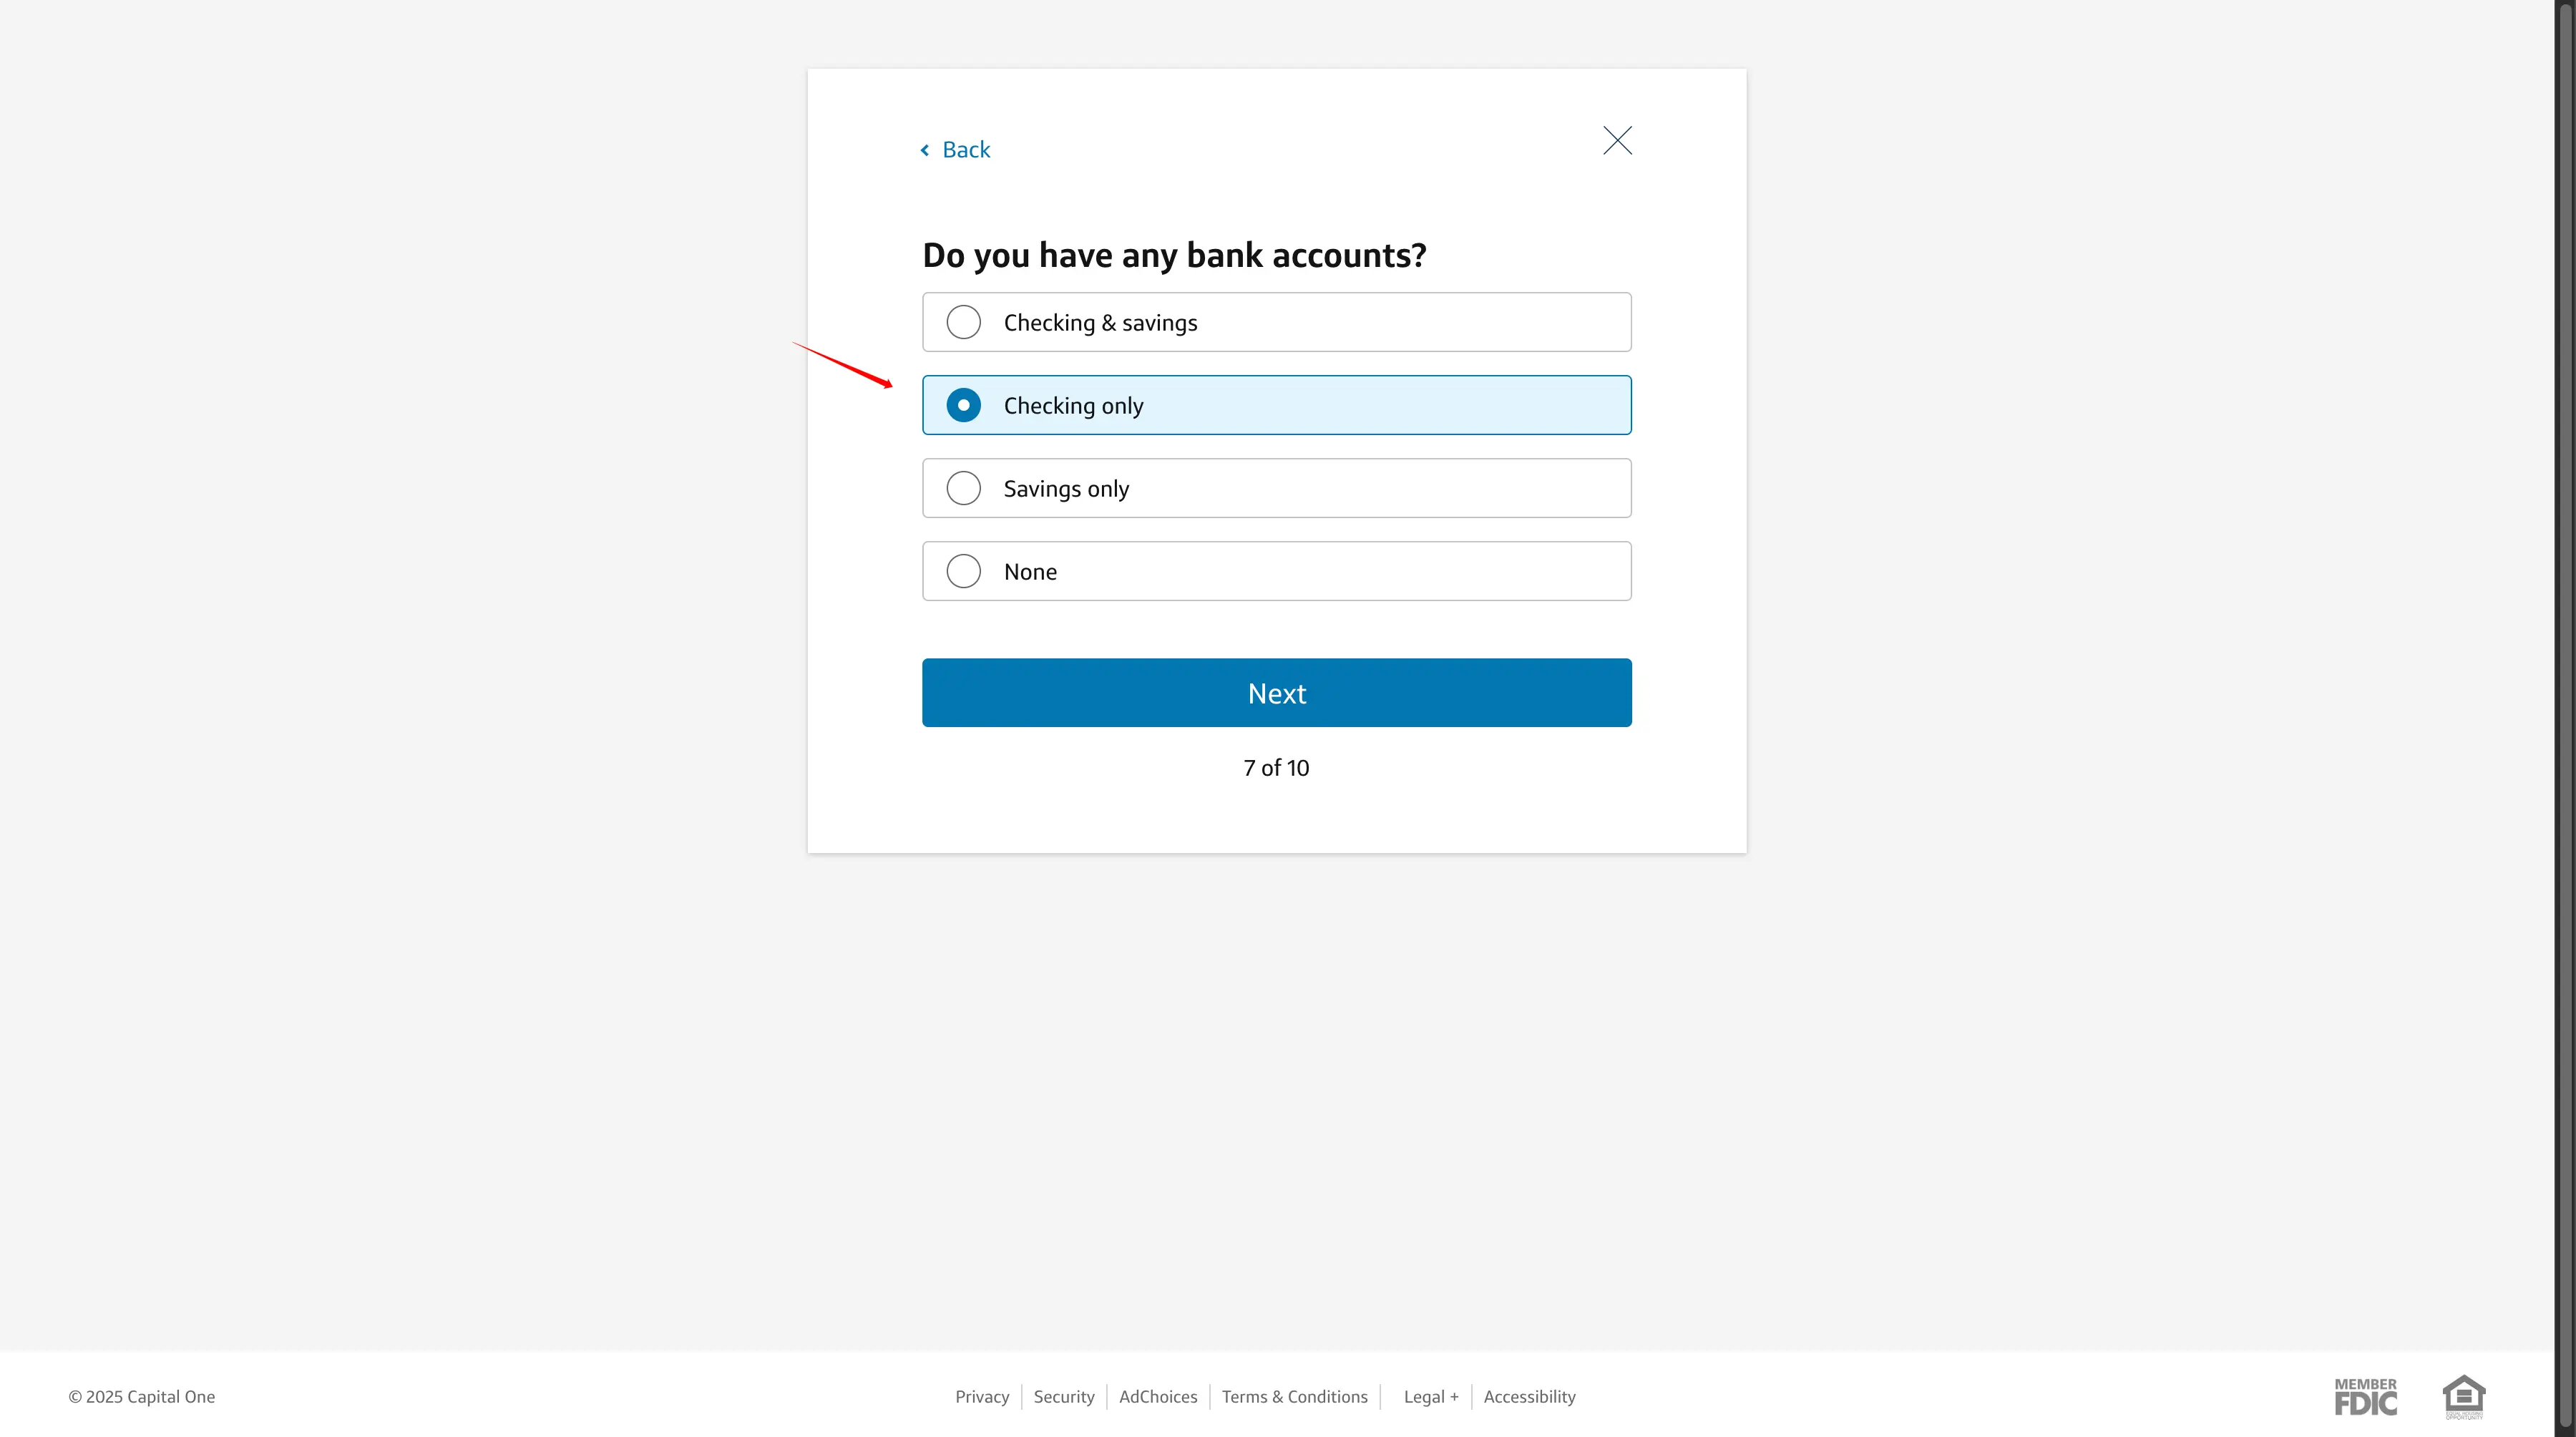 Back
Do you have any bank accounts?
Checking & savings
Checking only
Savings only
None
Next
7 of 10
© 2025 Capital One
Privacy
Security
AdChoices
Terms & Conditions
Legal +
Accessibility
MEMBER
FDIC